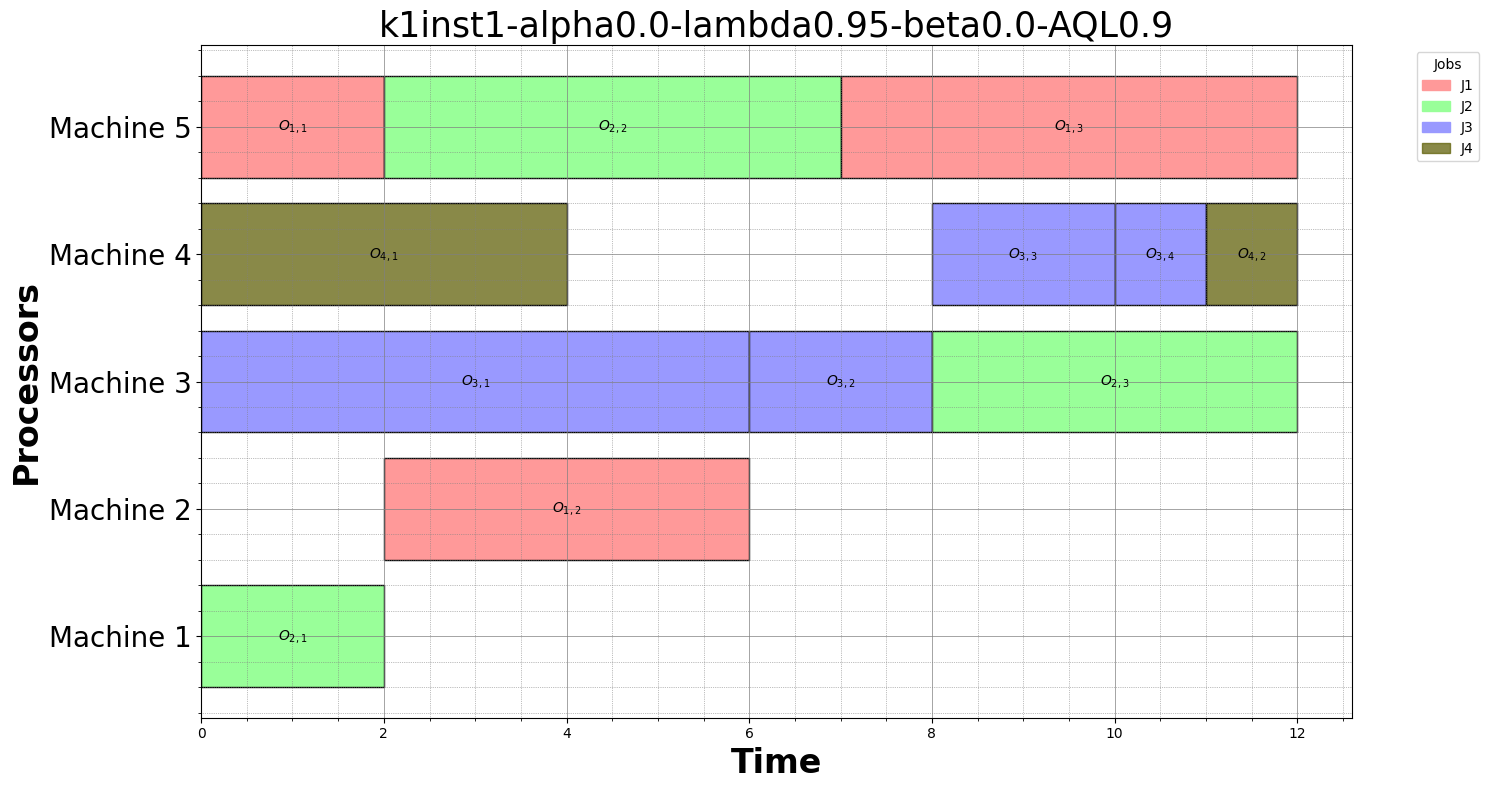 k1inst1-alpha0.0-lambda0.95-beta0.0-AQL0.9
Jobs
J1
J2
J3
J4
Machine 5
O1,1
O2,2
O1,3
Machine 4
O4,1
O3,3
O3,4
O4,2
Machine 3
O3,1
O3,2
O2,3
Machine 2
O1,2
Machine 1
O2,1
Processors
0 2 4 6 8 10 12
Time